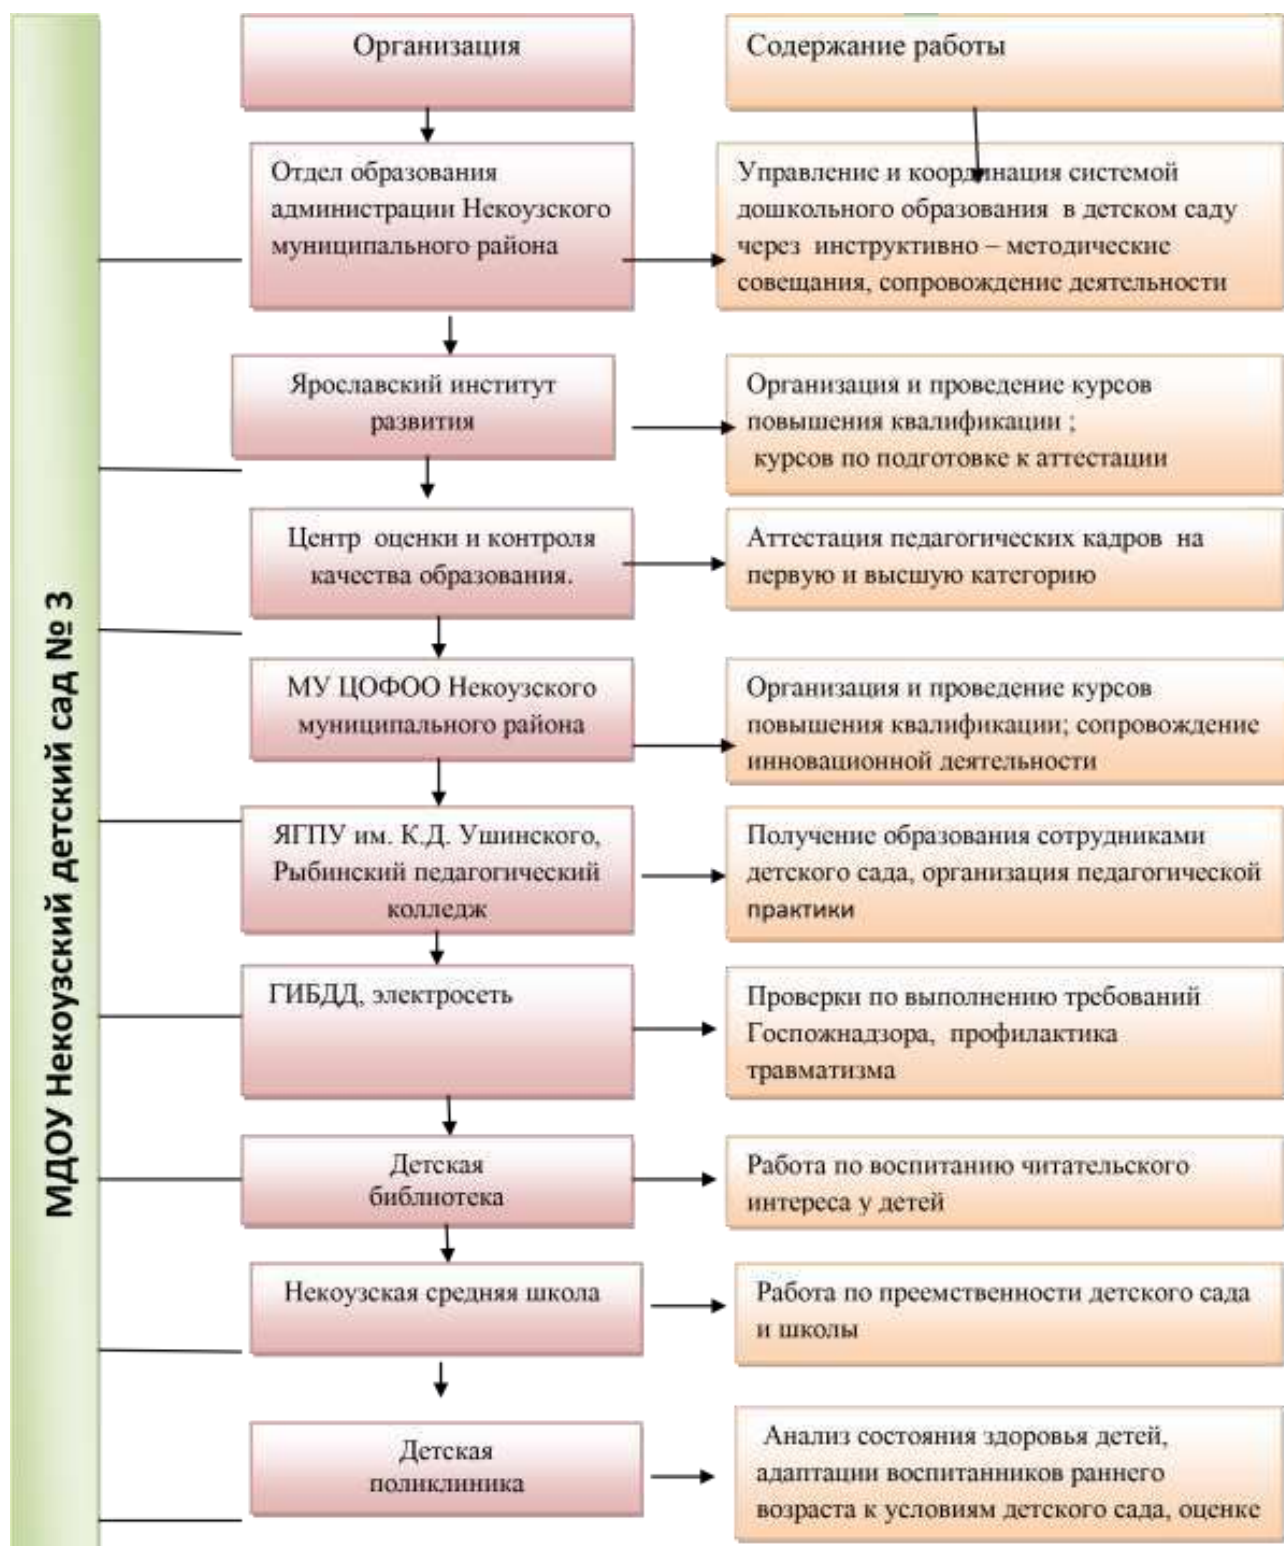 МДОУ Некоузский детский сад № 3
Организация
Содержание работы
Отдел образования
администрации Некоузского
муниципального района
Управление и координация системой
дошкольного образования в детском саду
через инструктивно – методические
совещания, сопровождение деятельности
Ярославский институт
развития
Организация и проведение курсов
повышения квалификации ;
курсов по подготовке к аттестации
Центр оценки и контроля
качества образования.
Аттестация педагогических кадров на
первую и высшую категорию
МУ ЦОФОО Некоузского
муниципального района
Организация и проведение курсов
повышения квалификации; сопровождение
инновационной деятельности
ЯГПУ им. К.Д. Ушинского,
Рыбинский педагогический
колледж
Получение образования сотрудниками
детского сада, организация педагогической
практики
ГИБДД, электросеть
Проверки по выполнению требований
Госпожнадзора, профилактика
травматизма
Детская
библиотека
Работа по воспитанию читательского
интереса у детей
Некоузская средняя школа
Работа по преемственности детского сада
и школы
Детская
поликлиника
Анализ состояния здоровья детей,
адаптации воспитанников раннего
возраста к условиям детского сада, оценке